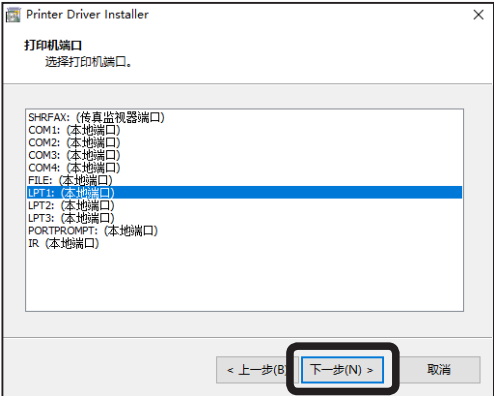 Printer Driver Installer
打印机端口
选择打印机端口。
SHRFAX: (传真监视器端口)
COM1: (本地端口)
COM2: (本地端口)
COM3: (本地端口)
COM4: (本地端口)
FILE: (本地端口)
LPT1: (本地端口)
LPT2: (本地端口)
LPT3: (本地端口)
PORTPROMPT: (本地端口)
IR (本地端口)
< 上一步(B)
下一步(N) >
取消